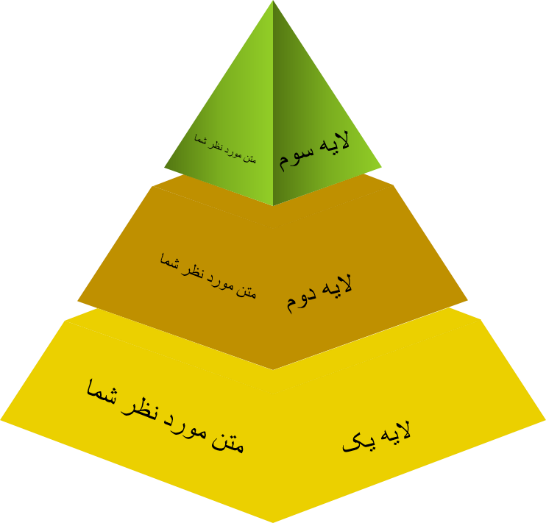 لایه سوم
متن مورد نظر شما
لایه دوم
متن مورد نظر شما
لایه یک
متن مورد نظر شما